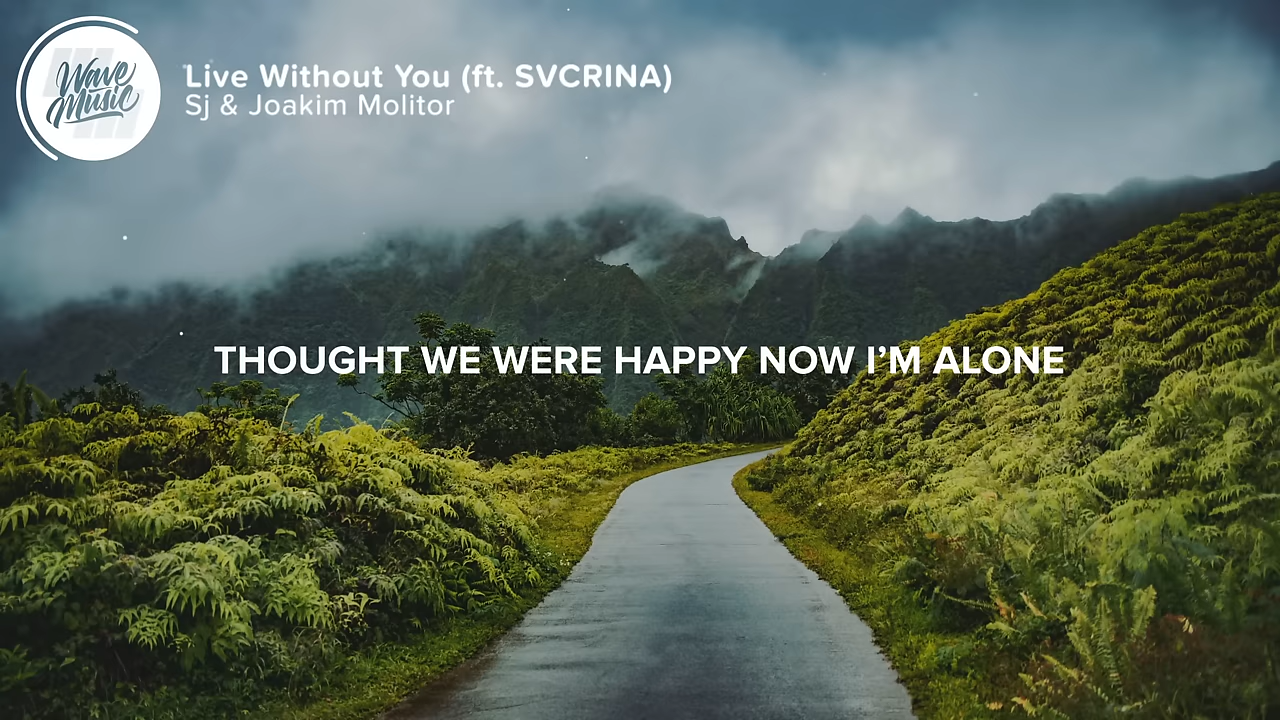 Wave
Music
Live Without You (ft. SVCRINA)
Sj & Joakim Molitor
THOUGHT WE WERE HAPPY NOW I’M ALONE